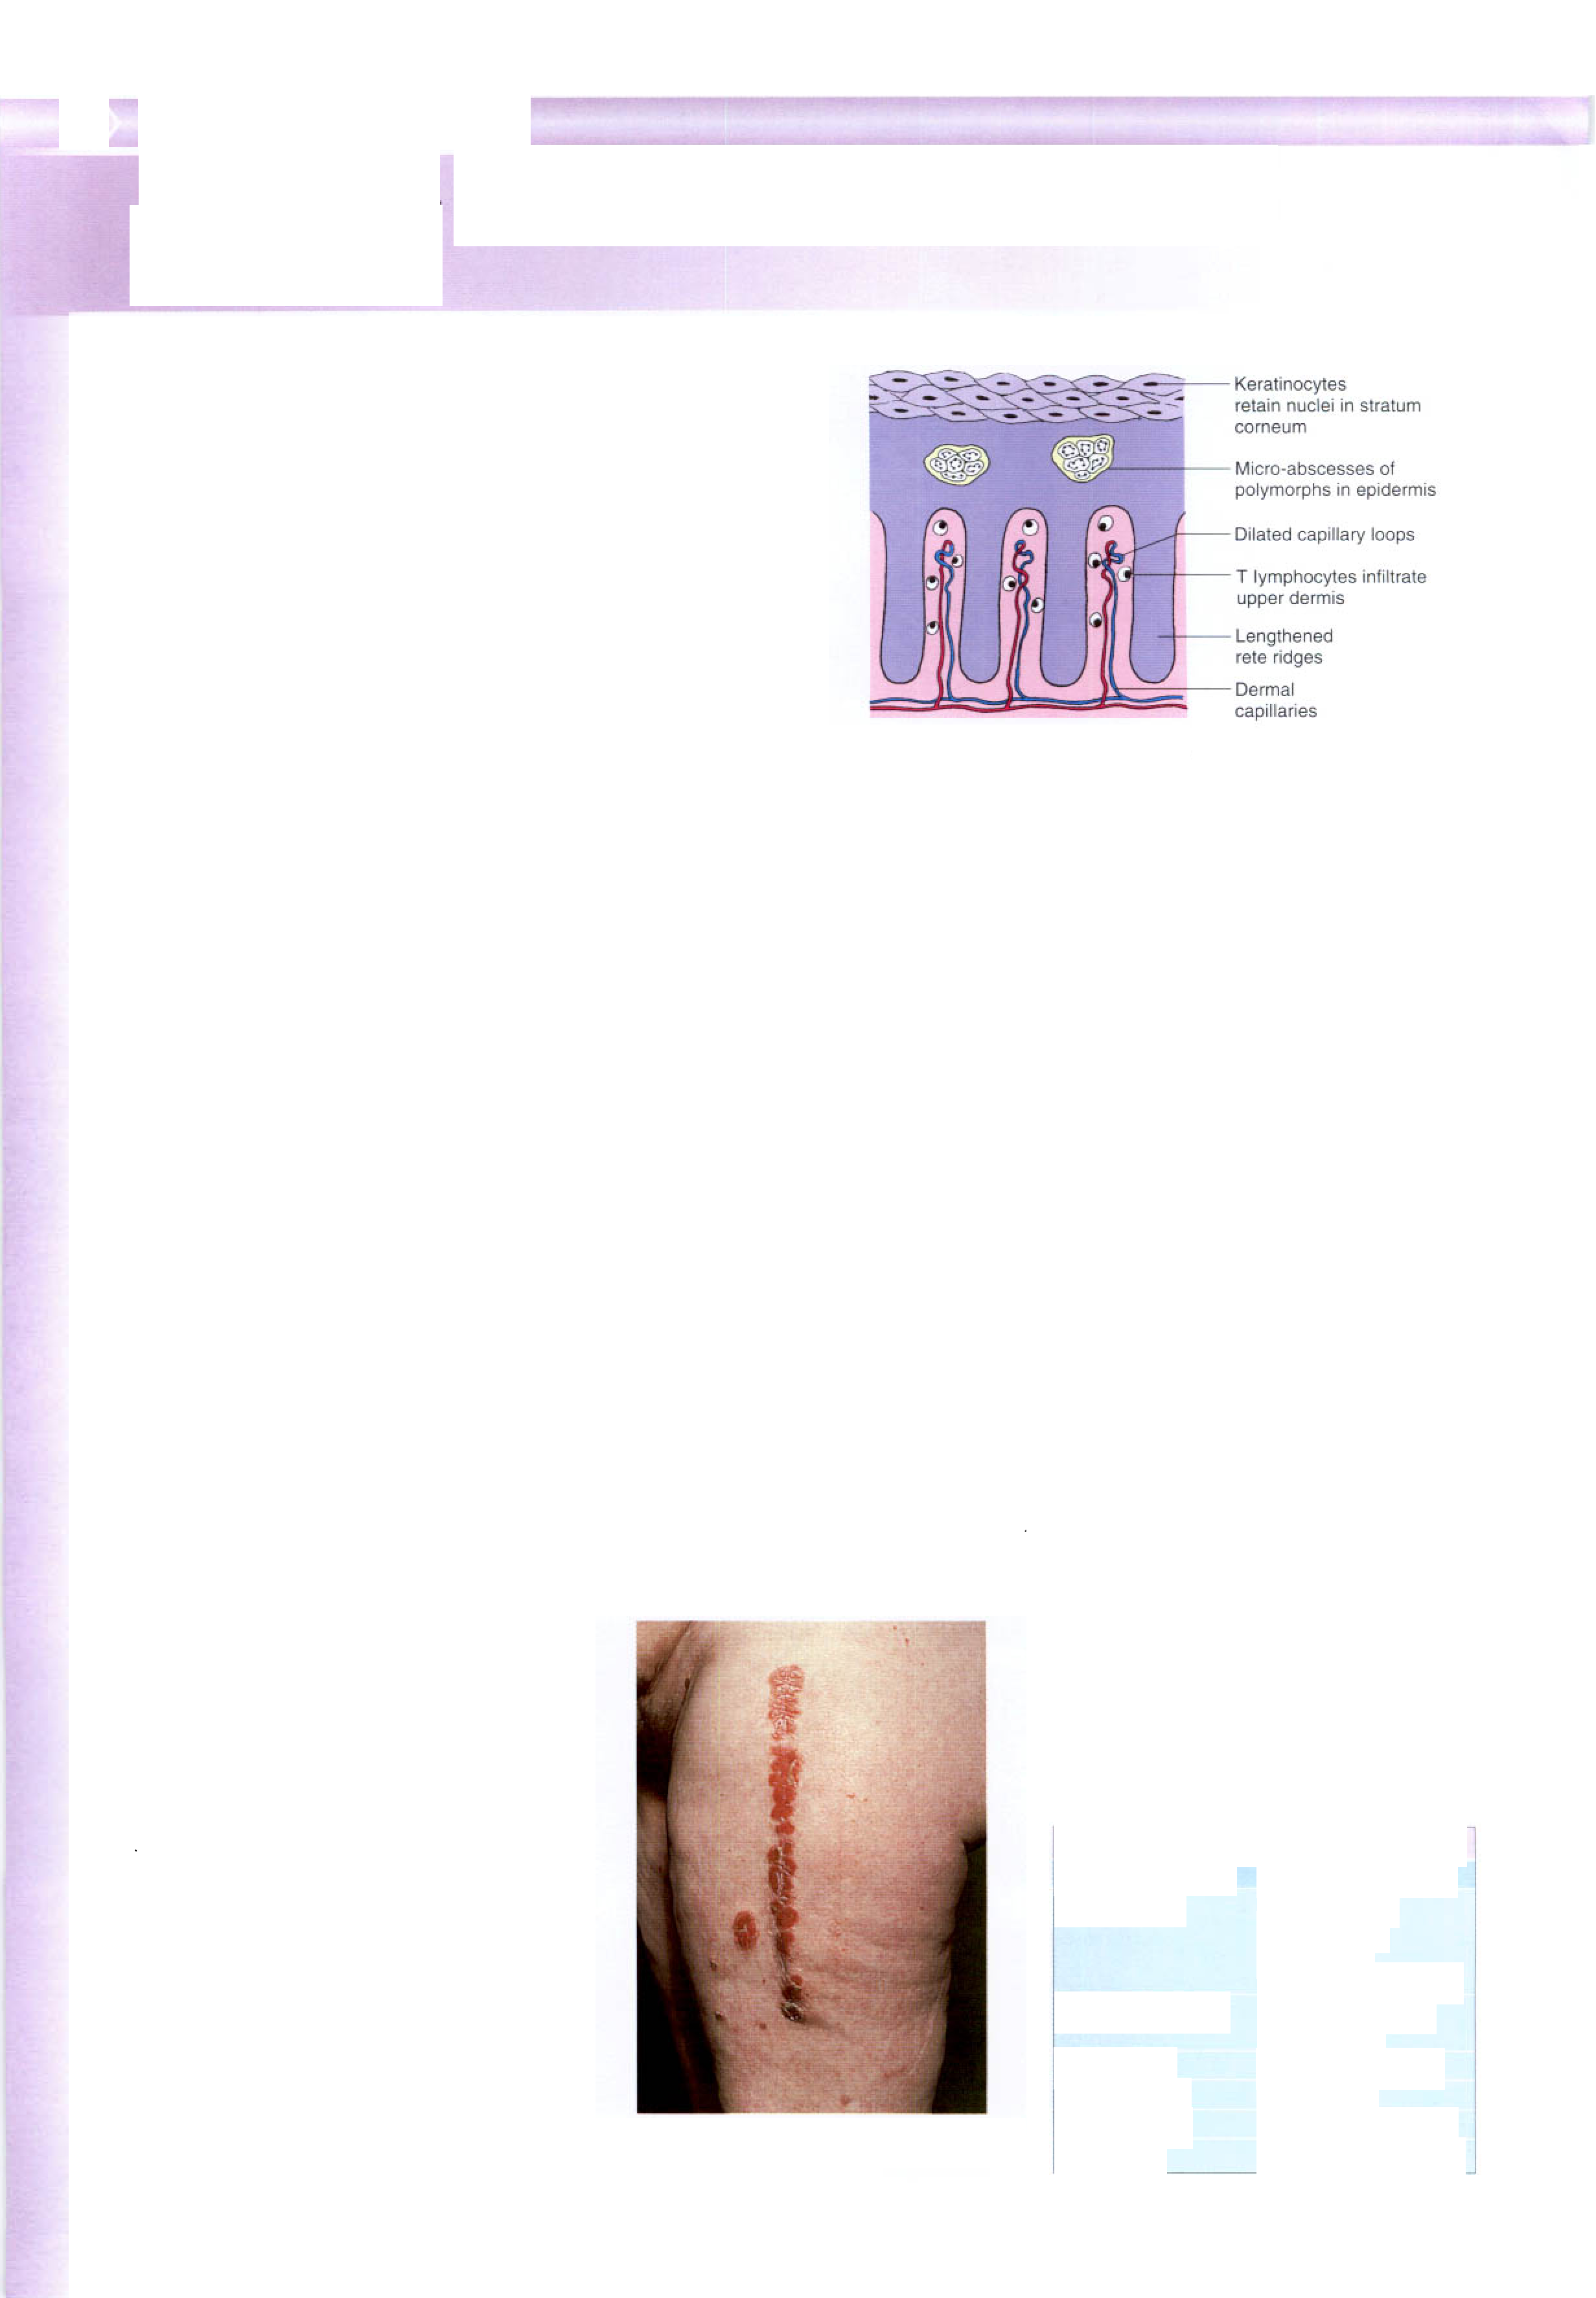 Keratinocytes
retain nuclei in stratum
corneum
Micro-abscesses of
polymorphs in epidermis
Dilated capillary loops
T lymphocytes infiltrate
upper dermis
Lengthened
rete ridges
Dermal
capillaries